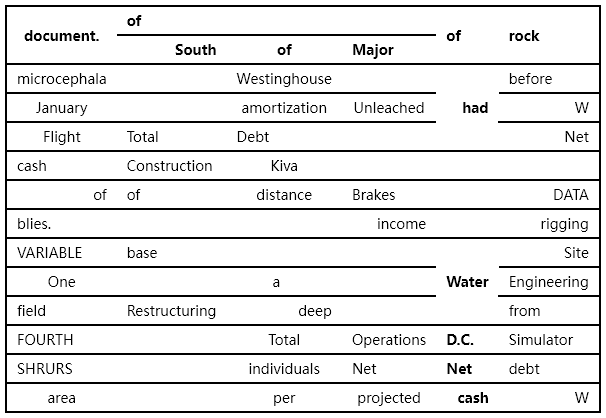 document. of of rock
South of Major
microcephala Westinghouse before
January amortization Unleached had W
Flight Total Debt Net
cash Construction Kiva
of of distance Brakes DATA
blies. income rigging
VARIABLE base Site
One a Water Engineering
field Restructuring deep from
FOURTH Total Operations D.C. Simulator
SHRURS individuals Net Net debt
area per projected cash W